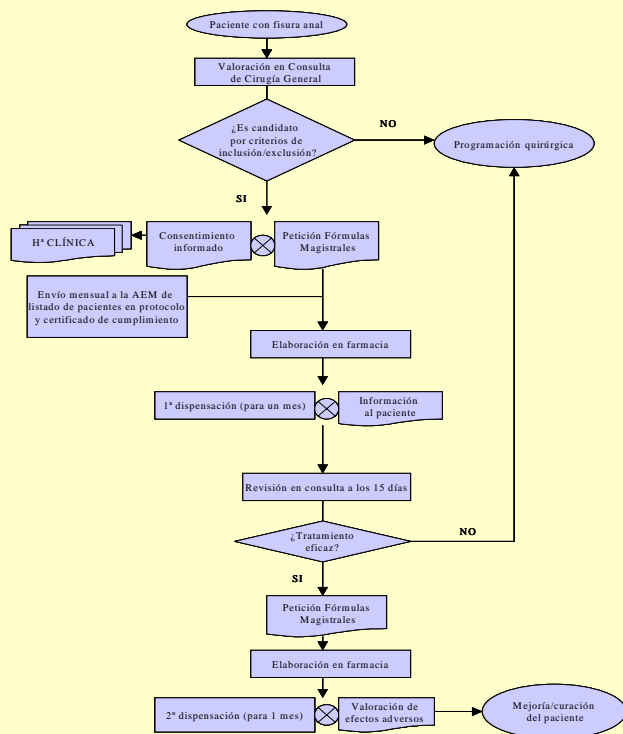 Paciente con fisura anal
Valoración en Consulta
de Cirugía General
¿Es candidato
por criterios de
inclusión/exclusión?
NO
Programación quirúrgica
SI
Hª CLÍNICA
Consentimiento
informado
Petición Fórmulas
Magistrales
Envío mensual a la AEM de
listado de pacientes en protocolo
y certificado de cumplimiento
Elaboración en farmacia
1ª dispensación (para un mes)
Información
al paciente
Revisión en consulta a los 15 días
¿Tratamiento
eficaz?
NO
SI
Petición Fórmulas
Magistrales
Elaboración en farmacia
2º dispensación (para 1 mes)
Valoración de
efectos adversos
Mejoría/curación
del paciente